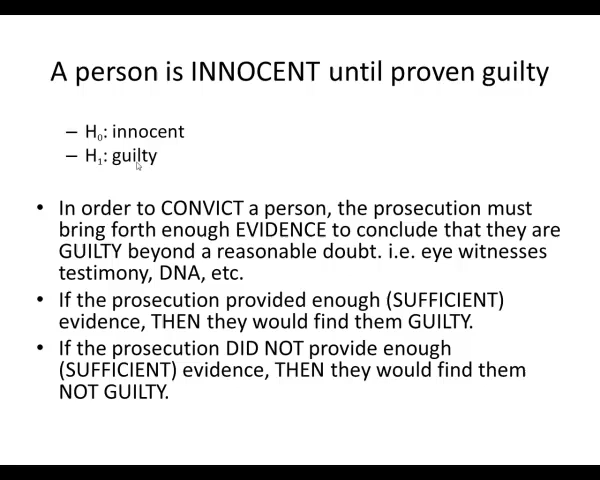 A person is INNOCENT until proven guilty
– H₀: innocent
– H₁: guilty
• In order to CONVICT a person, the prosecution must
bring forth enough EVIDENCE to conclude that they are
GUILTY beyond a reasonable doubt. i.e. eye witnesses
testimony, DNA, etc.
• If the prosecution provided enough (SUFFICIENT)
evidence, THEN they would find them GUILTY.
• If the prosecution DID NOT provide enough
(SUFFICIENT) evidence, THEN they would find them
NOT GUILTY.